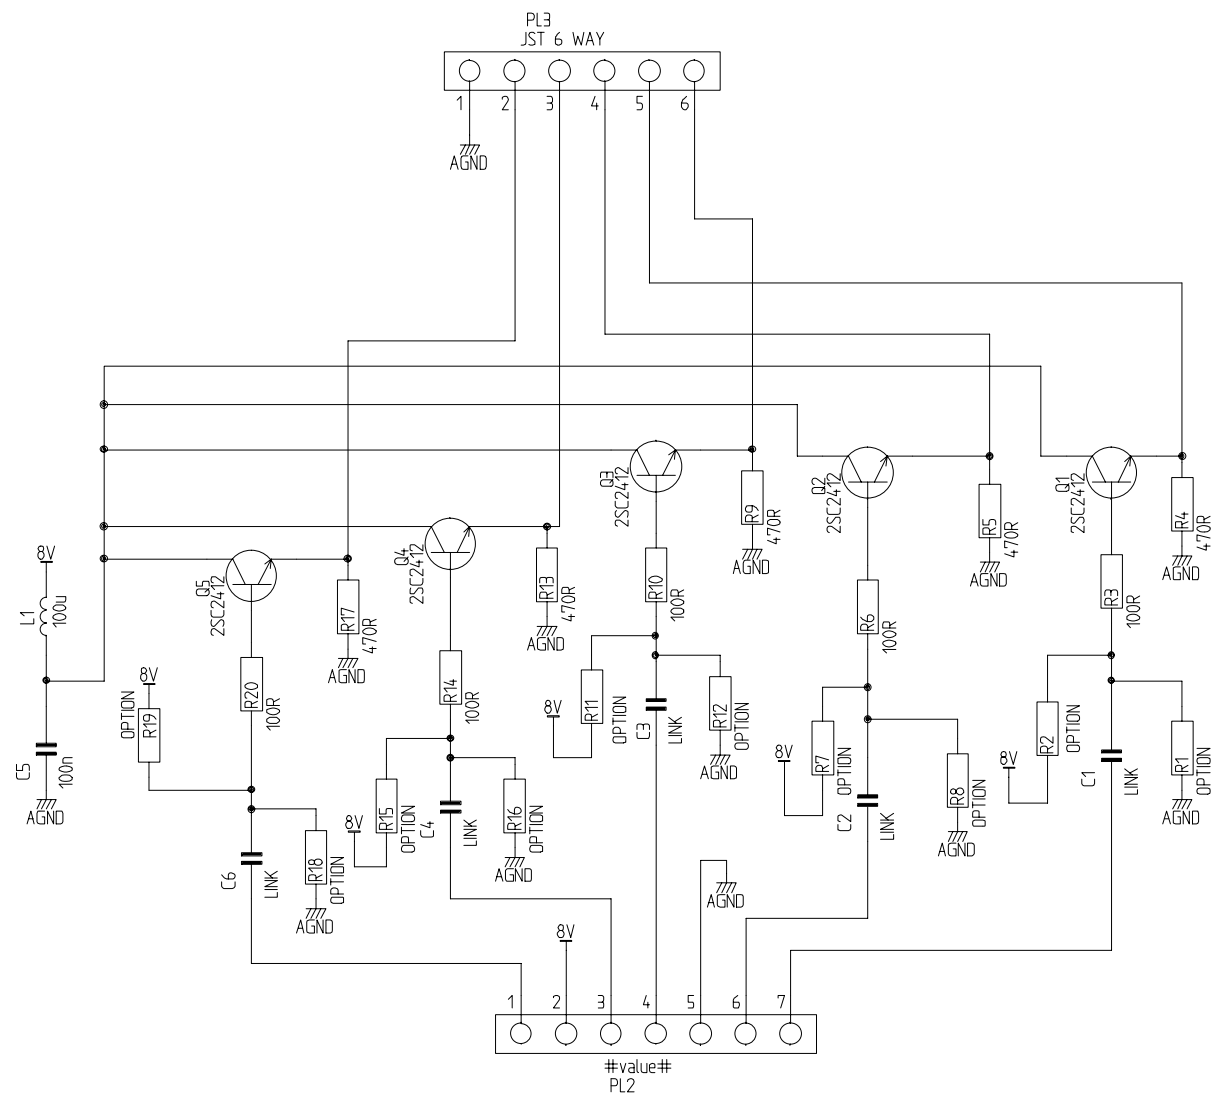 PL3
JST 6 WAY
1
2
3
4
5
6
AGND
Q3
2SC2412
R9
470R
AGND
Q2
2SC2412
R5
470R
AGND
Q1
2SC2412
R4
470R
AGND
Q5
2SC2412
R17
470R
AGND
Q4
2SC2412
R13
470R
AGND
8V
L1
100u
C5
100n
AGND
R20
100R
R14
100R
R10
100R
R6
100R
R3
100R
8V
R19
OPTION
C6
LINK
R18
OPTION
AGND
8V
R15
OPTION
C4
LINK
R16
OPTION
AGND
8V
R11
OPTION
C3
LINK
R12
OPTION
AGND
8V
R7
OPTION
C2
LINK
R8
OPTION
AGND
8V
R2
OPTION
C1
LINK
R1
OPTION
AGND
AGND
8V
1
2
3
4
5
6
7
#value#
PL2